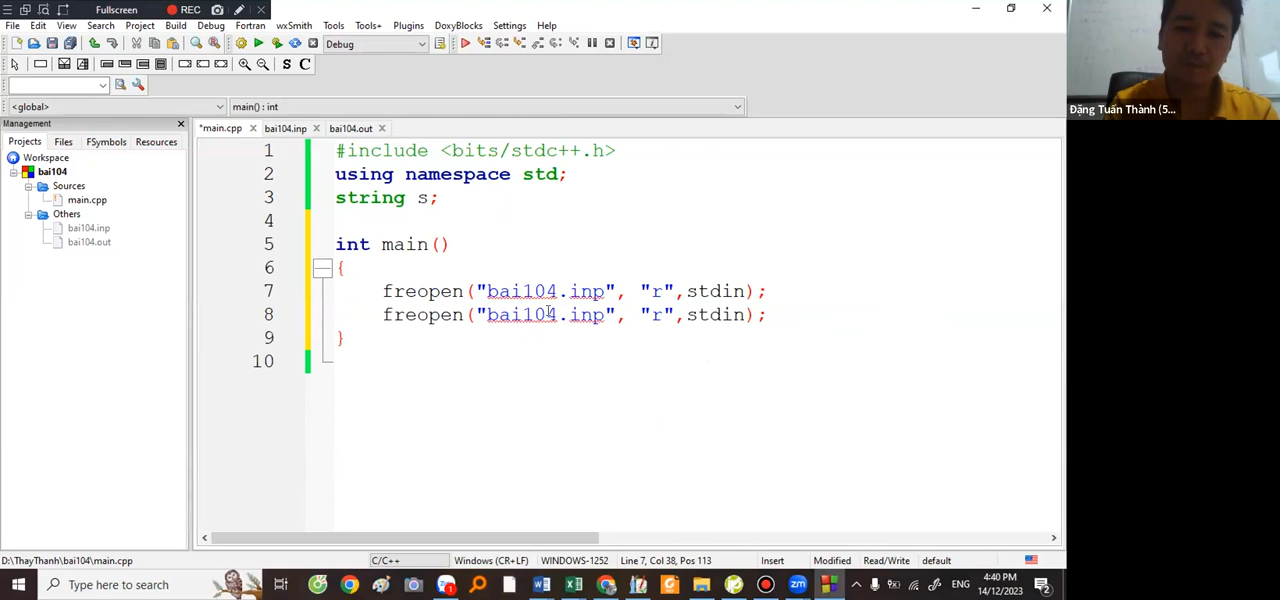 Fullscreen REC
File Edit View Search Project Build Debug Fortran wxSmith Tools Tools+ Plugins DoxyBlocks Settings Help
Debug
S C
<global> main() : int
Management
Projects Files FSymbols Resources
Workspace
bai104
Sources
main.cpp
Others
bai104.inp
bai104.out
*main.cpp bai104.inp bai104.out
1 #include <bits/stdc++.h>
2 using namespace std;
3 string s;
4
5 int main()
6 {
7 freopen("bai104.inp", "r",stdin);
8 freopen("bai104.inp", "r",stdin);
9 }
10
Đặng Tuấn Thành (5...
D:\ThayThanh\bai104\main.cpp C/C++ Windows (CR+LF) WINDOWS-1252 Line 7, Col 38, Pos 113 Insert Modified Read/Write default
Type here to search
ENG
4:40 PM
14/12/2023
2